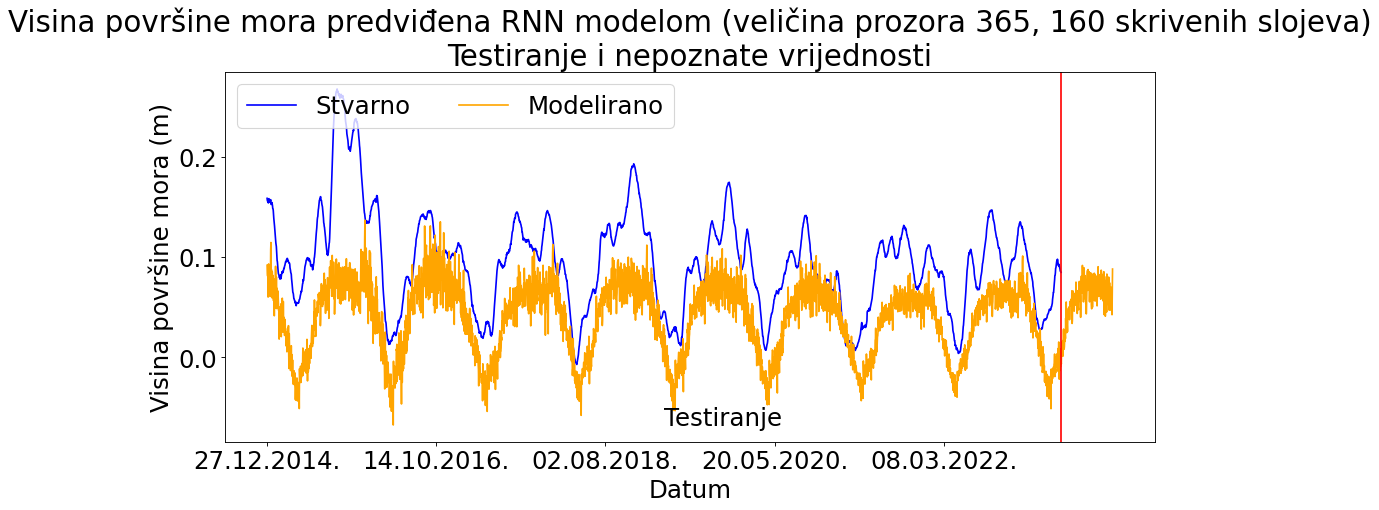 Visina površine mora predviđena RNN modelom (veličina prozora 365, 160 skrivenih slojeva)
Testiranje i nepoznate vrijednosti
Stvarno
Modelirano
Visina površine mora (m)
0.2
0.1
0.0
Testiranje
27.12.2014.
14.10.2016.
02.08.2018.
20.05.2020.
08.03.2022.
Datum